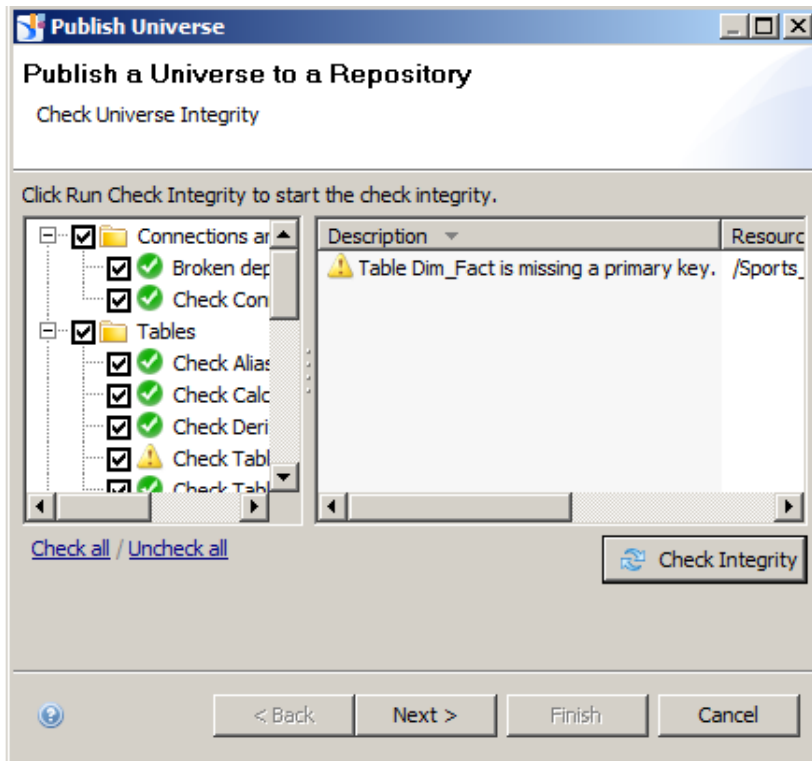 Publish Universe
Publish a Universe to a Repository
Check Universe Integrity
Click Run Check Integrity to start the check integrity.
Connections ar
Broken dep
Check Con
Tables
Check Alias
Check Calc
Check Deri
Check Tabl
Check Tabl
Description
Resourc
Table Dim_Fact is missing a primary key.
/Sports_
Check all / Uncheck all
Check Integrity
< Back
Next >
Finish
Cancel